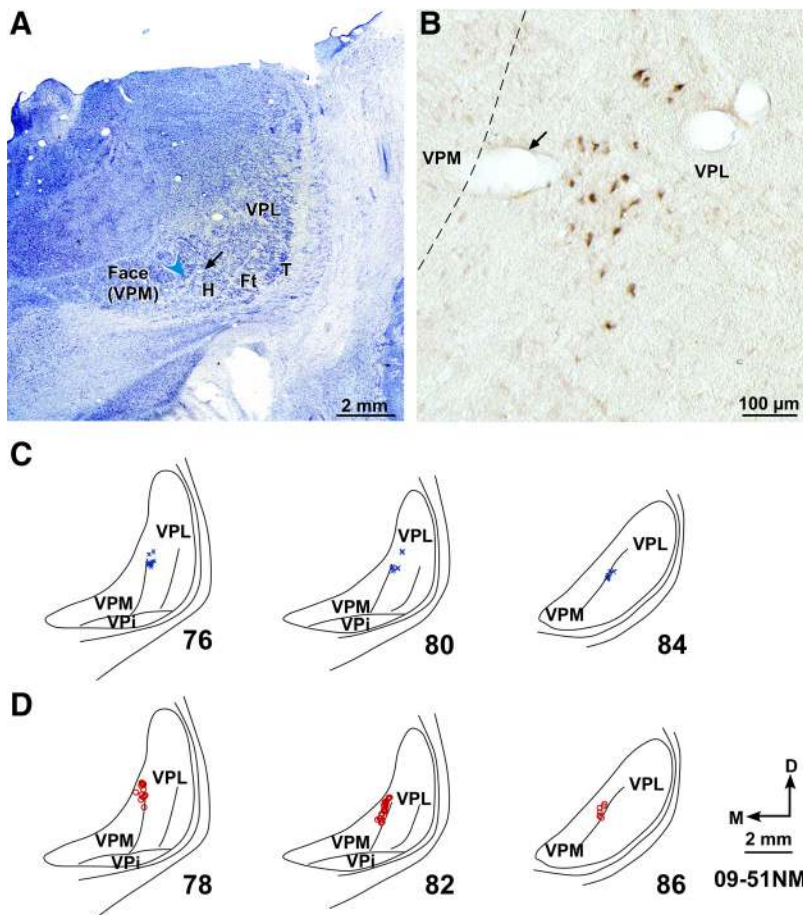 A
VPL
Face
(VPM)
H
Ft
T
2 mm
B
VPM
VPL
100 µm
C
VPL
VPM
VPi
76
VPL
VPM
VPi
80
VPL
VPM
84
D
VPL
VPM
VPi
78
VPL
VPM
VPi
82
VPL
VPM
86
D
M
2 mm
09-51NM